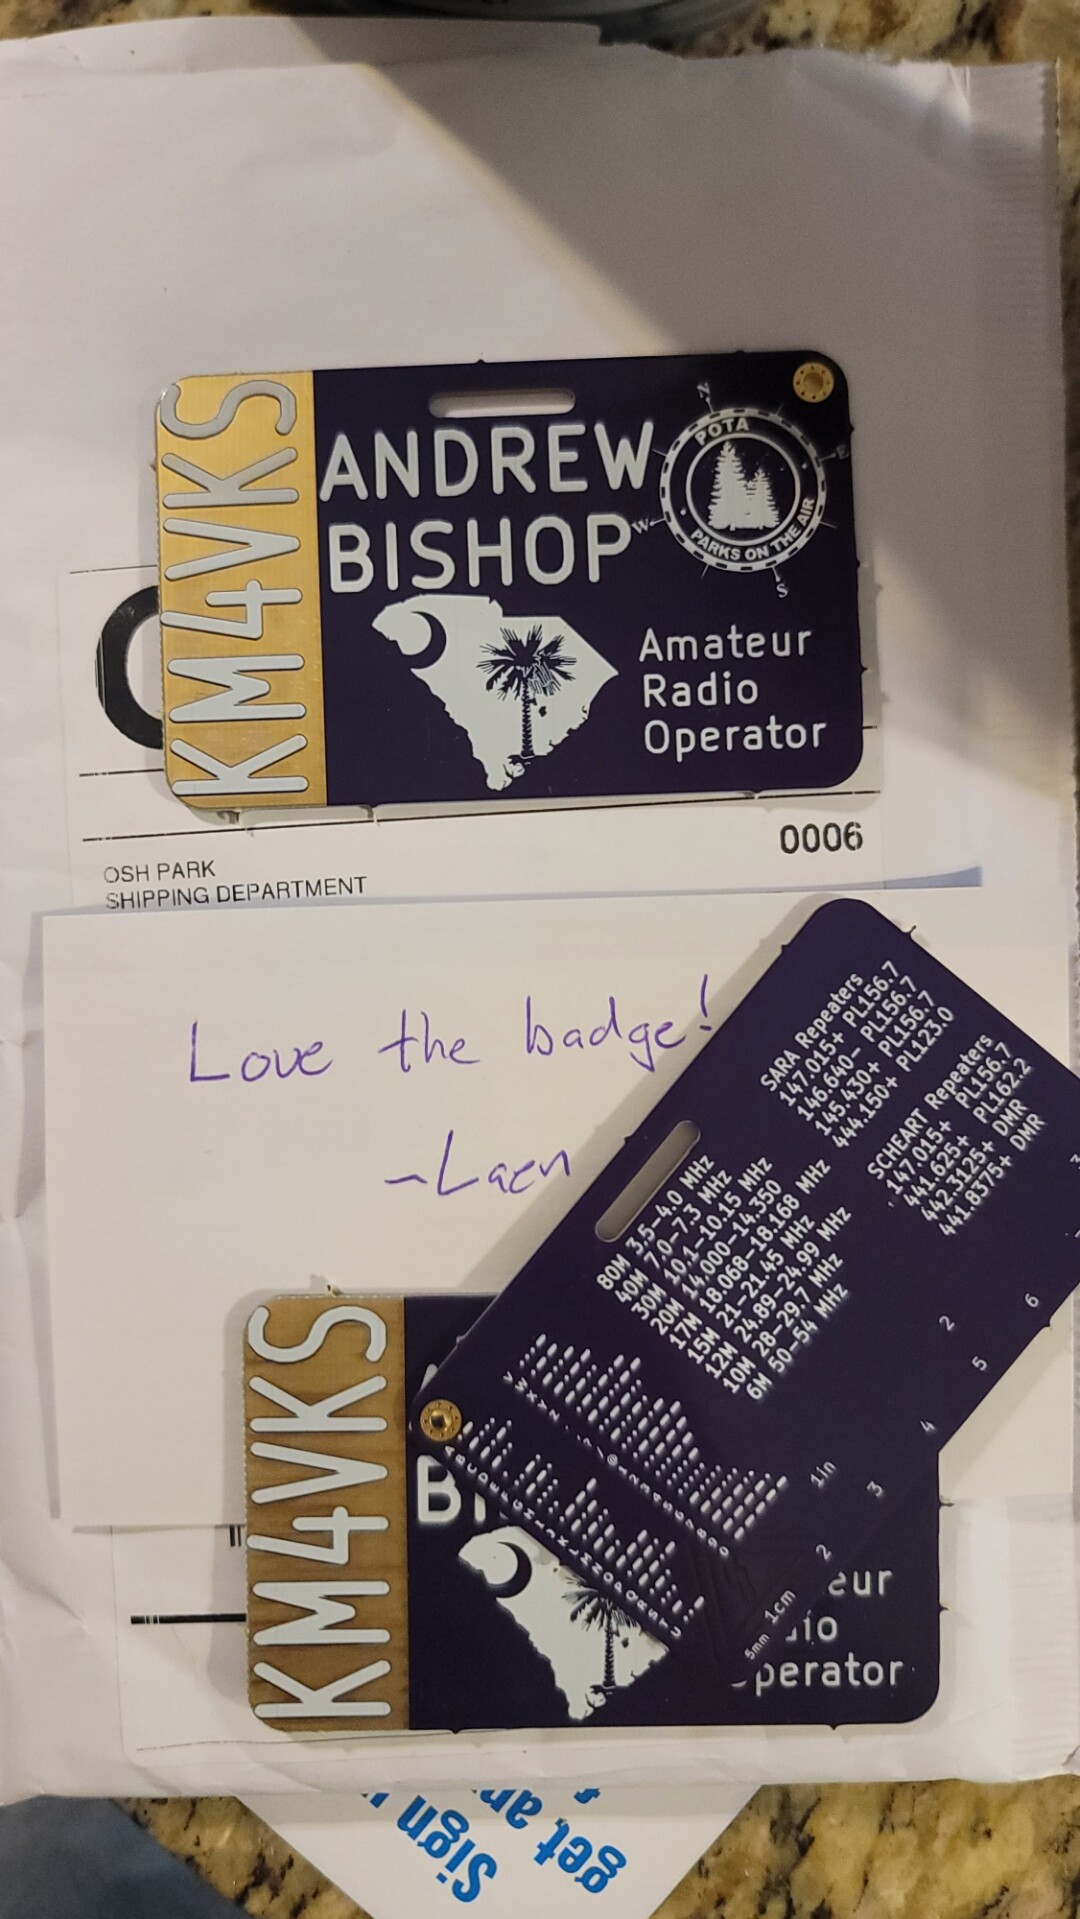 KM4VKS
ANDREW
BISHOP
N
E
S
W
POTA
PARKS ON THE AIR
Amateur
Radio
Operator
0006
OSH PARK
SHIPPING DEPARTMENT
Love the badge!
~Laen
SARA Repeaters
147.015+ PL156.7
146.640- PL156.7
145.430+ PL156.7
444.150+ PL123.0
SCHEART Repeaters
147.015+ PL156.7
441.625+ PL162.2
442.3125+ DMR
441.8375+ DMR
80M 3.5-4.0 MHz
40M 7.0-7.3 MHz
30M 10.1-10.15 MHz
20M 14.000-14.350
17M 18.068-18.168 MHz
15M 21-21.45 MHz
12M 24.89-24.99 MHz
10M 28-29.7 MHz
6M 50-54 MHz
1in
2
5mm 1cm
2
3
4
5
6
KM4VKS
BI
eur
dio
perator
Sign
get an